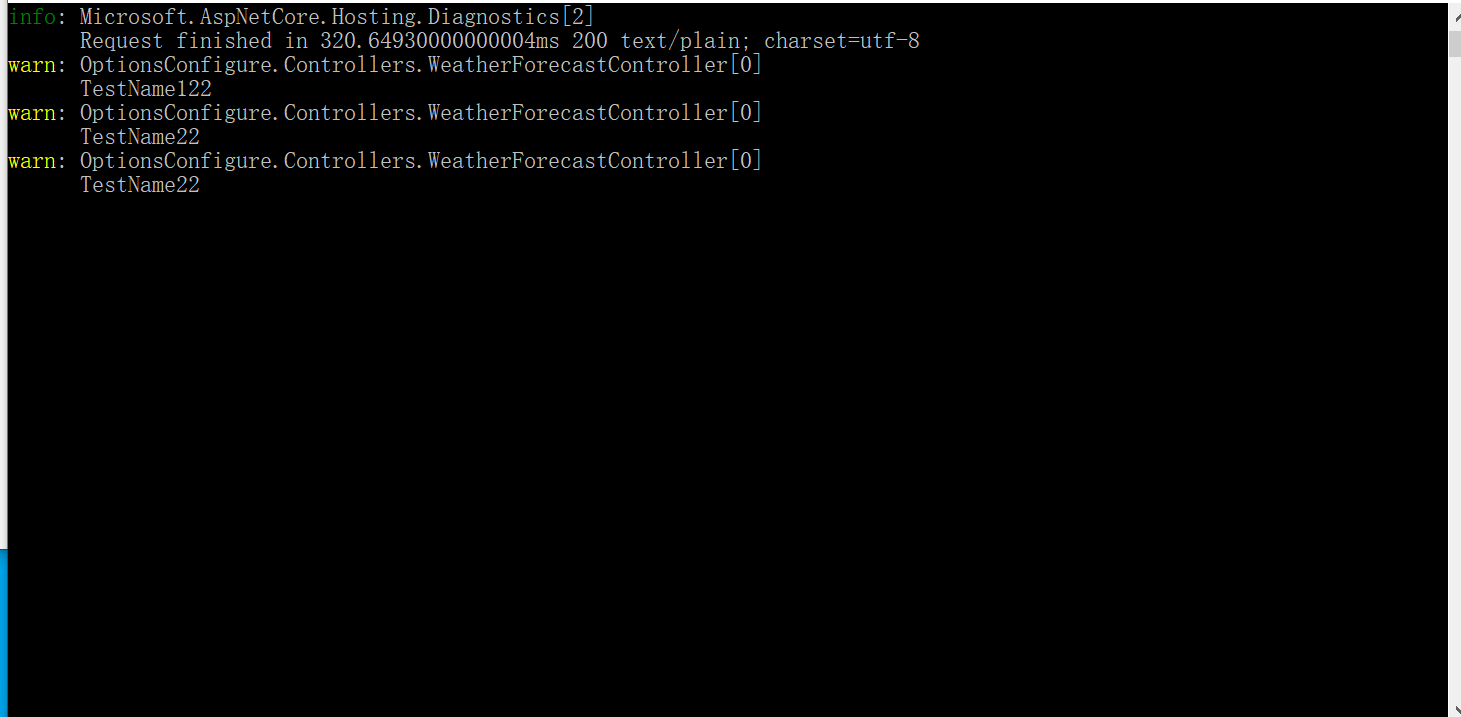 info: Microsoft.AspNetCore.Hosting.Diagnostics[2]
Request finished in 320.64930000000004ms 200 text/plain; charset=utf-8
warn: OptionsConfigure.Controllers.WeatherForecastController[0]
TestName122
warn: OptionsConfigure.Controllers.WeatherForecastController[0]
TestName22
warn: OptionsConfigure.Controllers.WeatherForecastController[0]
TestName22